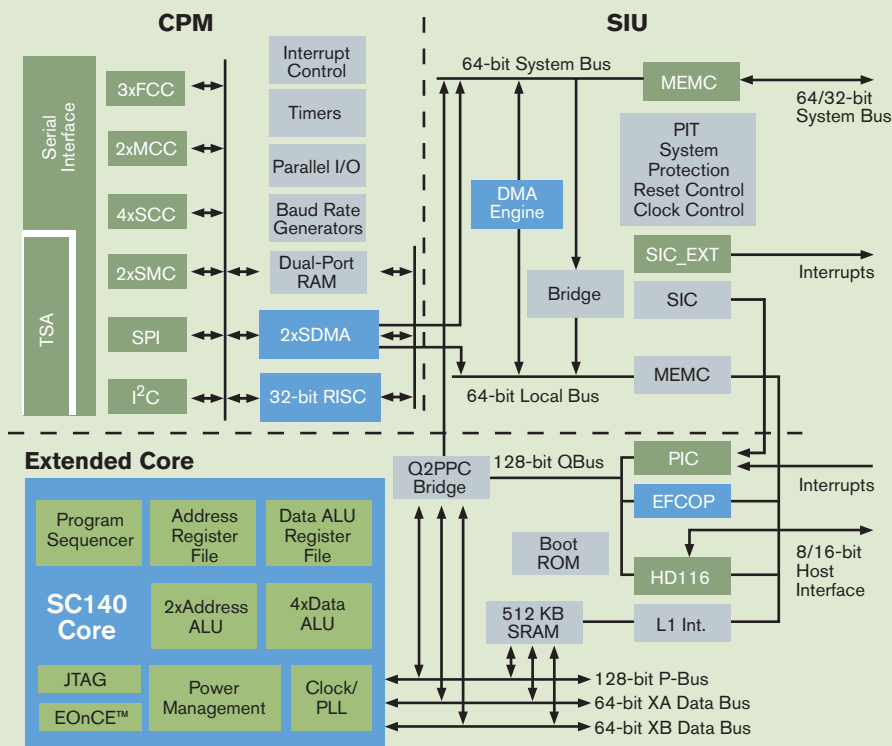 CPM
SIU
Serial
Interface
TSA
3xFCC
2xMCC
4xSCC
2xSMC
SPI
I²C
Interrupt
Control
Timers
Parallel I/O
Baud Rate
Generators
Dual-Port
RAM
2xSDMA
32-bit RISC
64-bit System Bus
MEMC
64/32-bit
System Bus
PIT
System
Protection
Reset Control
Clock Control
DMA
Engine
SIC_EXT
Interrupts
Bridge
SIC
64-bit Local Bus
MEMC
Extended Core
Program
Sequencer
Address
Register
File
Data ALU
Register
File
SC140
Core
2xAddress
ALU
4xData
ALU
JTAG
EOnCE™
Power
Management
Clock/
PLL
Q2PPC
Bridge
128-bit QBus
PIC
Interrupts
EFCOP
8/16-bit
Host
Interface
Boot
ROM
HD116
512 KB
SRAM
L1 Int.
128-bit P-Bus
64-bit XA Data Bus
64-bit XB Data Bus